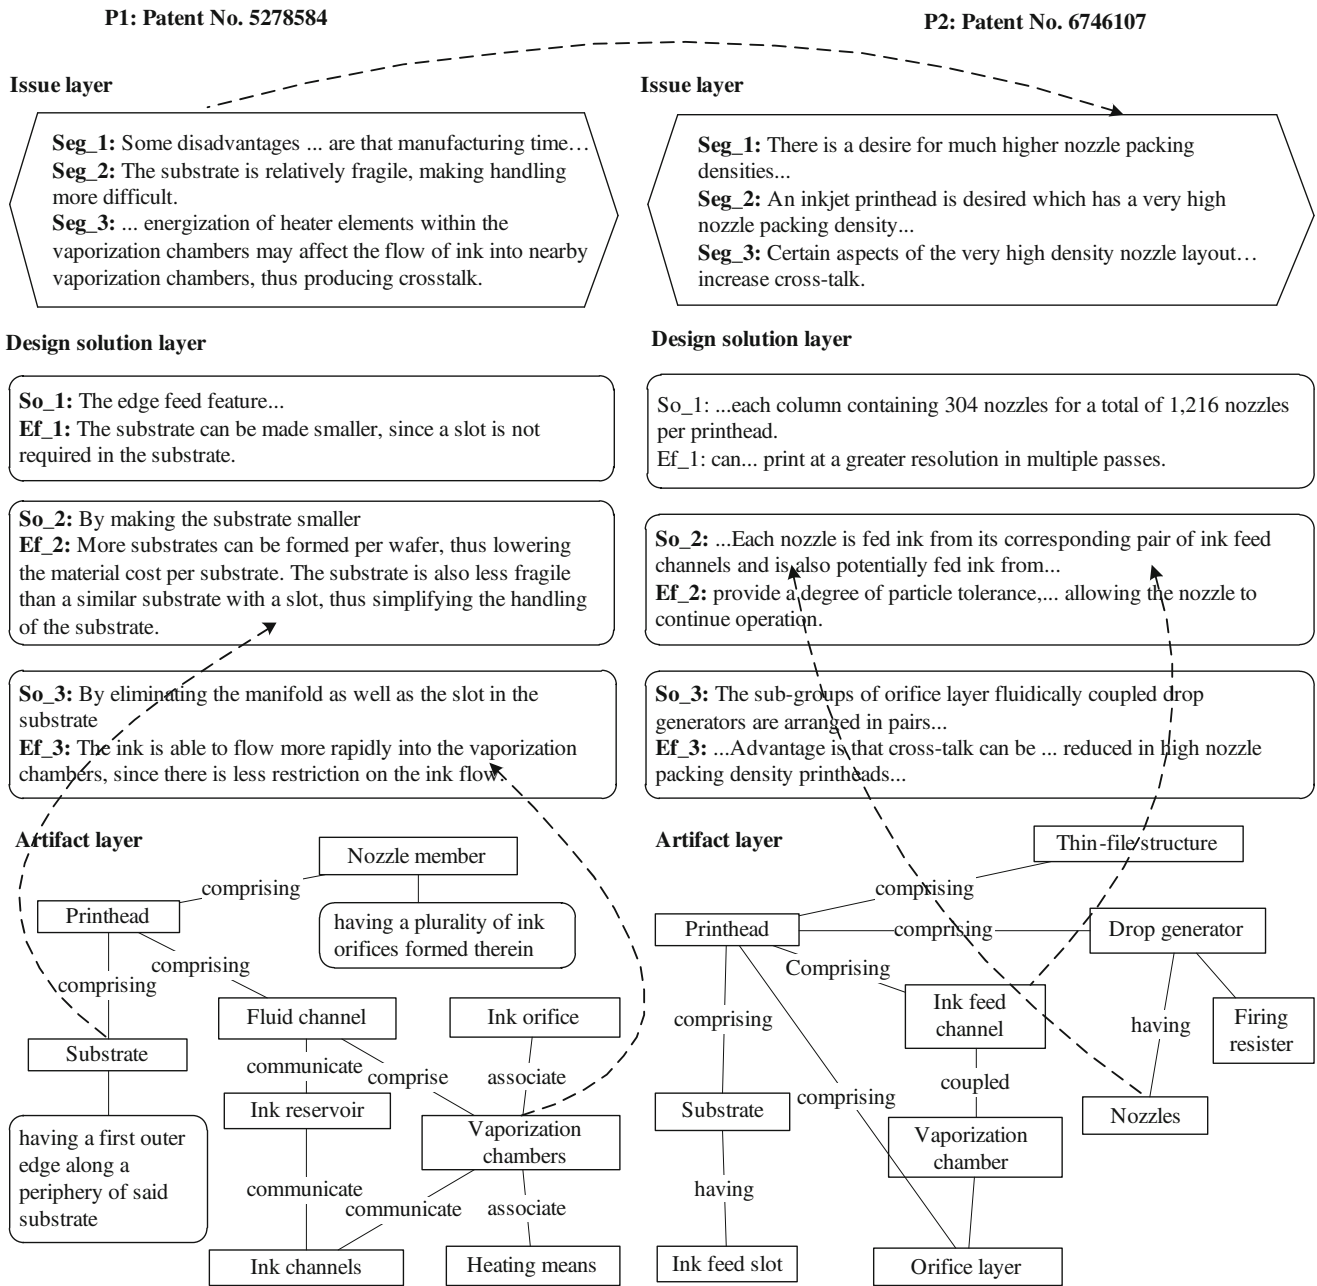 P1: Patent No. 5278584
Issue layer
Seg_1: Some disadvantages ... are that manufacturing time…
Seg_2: The substrate is relatively fragile, making handling
more difficult.
Seg_3: ... energization of heater elements within the
vaporization chambers may affect the flow of ink into nearby
vaporization chambers, thus producing crosstalk.
Design solution layer
So_1: The edge feed feature...
Ef_1: The substrate can be made smaller, since a slot is not
required in the substrate.
So_2: By making the substrate smaller
Ef_2: More substrates can be formed per wafer, thus lowering
the material cost per substrate. The substrate is also less fragile
than a similar substrate with a slot, thus simplifying the handling
of the substrate.
So_3: By eliminating the manifold as well as the slot in the
substrate
Ef_3: The ink is able to flow more rapidly into the vaporization
chambers, since there is less restriction on the ink flow.
Artifact layer
Nozzle member
comprising
Printhead
having a plurality of ink
orifices formed therein
comprising
comprising
Fluid channel
Ink orifice
Substrate
communicate
comprise
associate
Ink reservoir
Vaporization
chambers
having a first outer
edge along a
periphery of said
substrate
communicate
communicate
associate
Ink channels
Heating means
P2: Patent No. 6746107
Issue layer
Seg_1: There is a desire for much higher nozzle packing
densities...
Seg_2: An inkjet printhead is desired which has a very high
nozzle packing density...
Seg_3: Certain aspects of the very high density nozzle layout…
increase cross-talk.
Design solution layer
So_1: ...each column containing 304 nozzles for a total of 1,216 nozzles
per printhead.
Ef_1: can... print at a greater resolution in multiple passes.
So_2: ...Each nozzle is fed ink from its corresponding pair of ink feed
channels and is also potentially fed ink from...
Ef_2: provide a degree of particle tolerance,... allowing the nozzle to
continue operation.
So_3: The sub-groups of orifice layer fluidically coupled drop
generators are arranged in pairs...
Ef_3: ...Advantage is that cross-talk can be ... reduced in high nozzle
packing density printheads...
Artifact layer
Thin-file structure
comprising
Printhead
comprising
Drop generator
Comprising
Ink feed
channel
comprising
having
Firing
resister
coupled
comprising
Substrate
Nozzles
Vaporization
chamber
having
Ink feed slot
Orifice layer